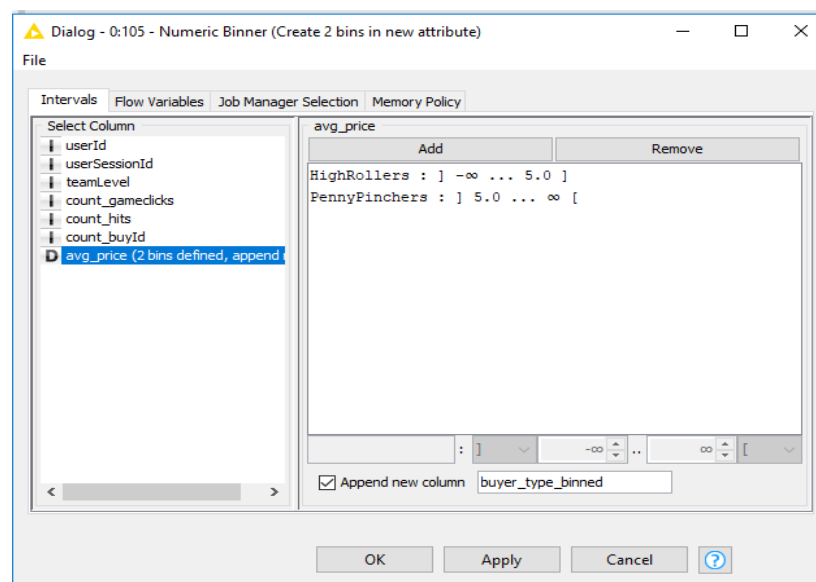 Dialog - 0:105 - Numeric Binner (Create 2 bins in new attribute)
File
Intervals Flow Variables Job Manager Selection Memory Policy
Select Column
userId
userSessionId
teamLevel
count_gameclicks
count_hits
count_buyId
D avg_price (2 bins defined, append
avg_price
Add Remove
HighRollers : ] -∞ ... 5.0 ]
PennyPinchers : ] 5.0 ... ∞ [
: ] -∞ .. ∞ [
Append new column buyer_type_binned
OK Apply Cancel ?